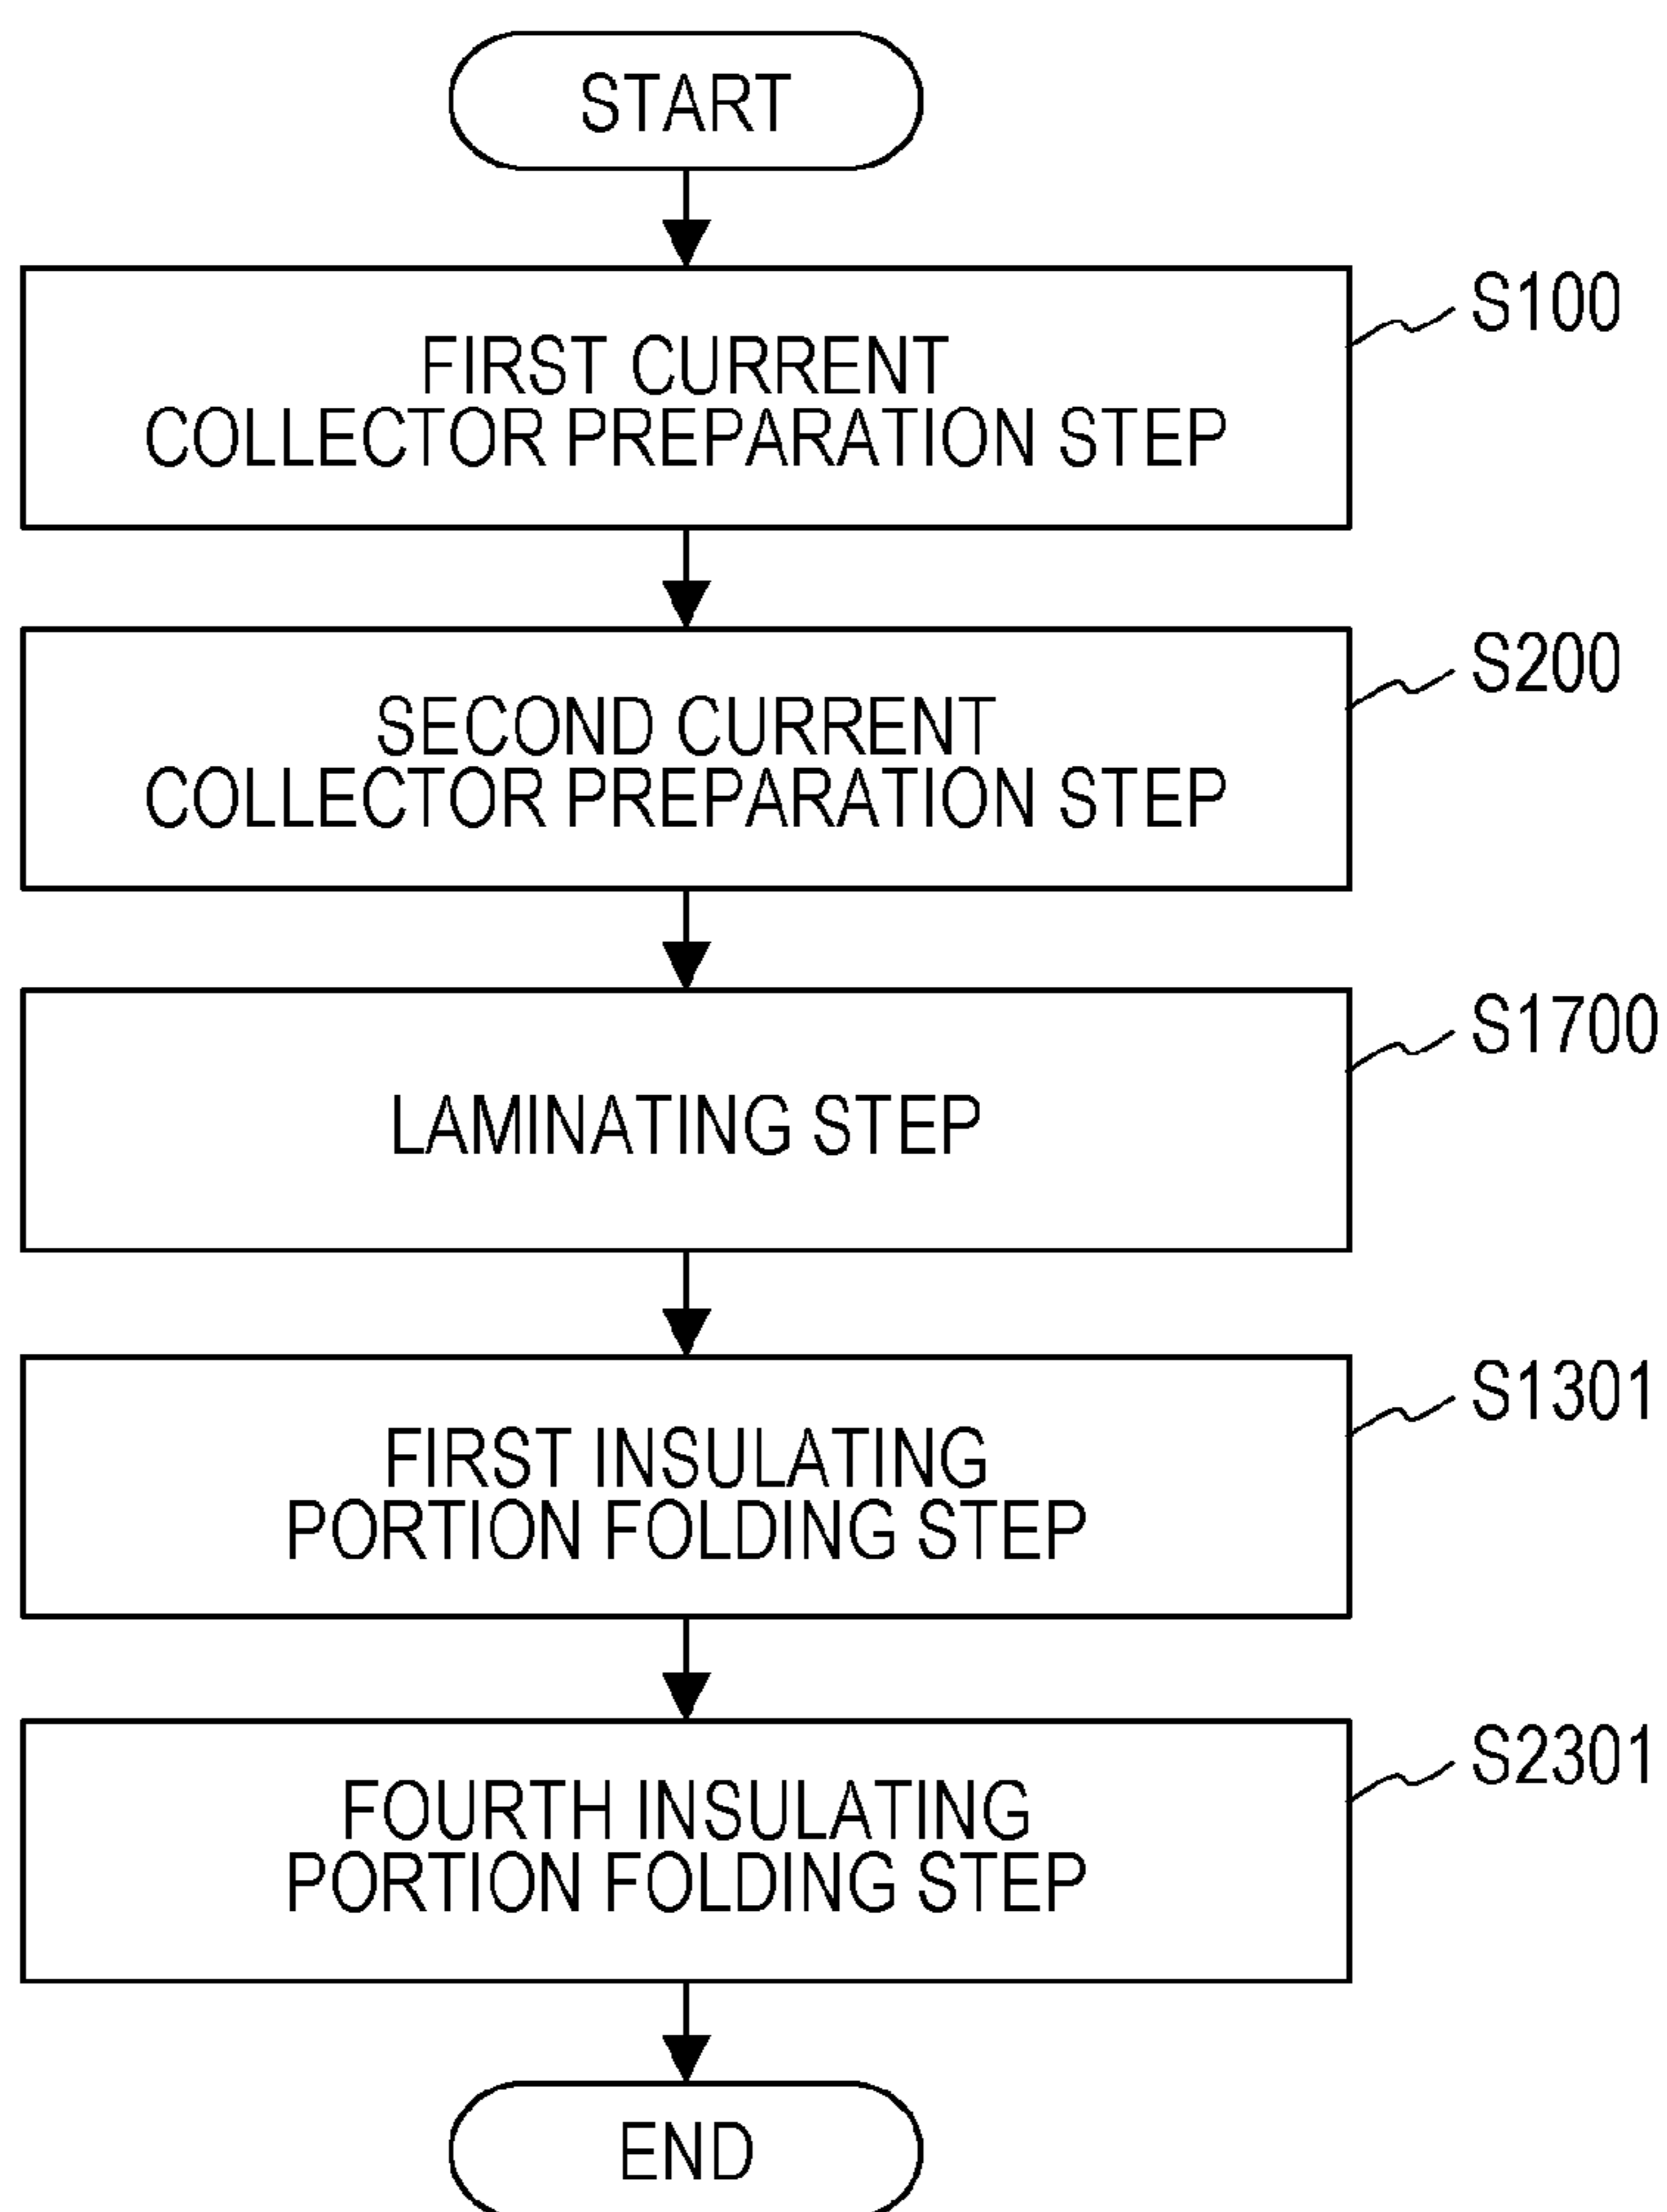 START
FIRST CURRENT
COLLECTOR PREPARATION STEP
S100
SECOND CURRENT
COLLECTOR PREPARATION STEP
S200
LAMINATING STEP
S1700
FIRST INSULATING
PORTION FOLDING STEP
S1301
FOURTH INSULATING
PORTION FOLDING STEP
S2301
END